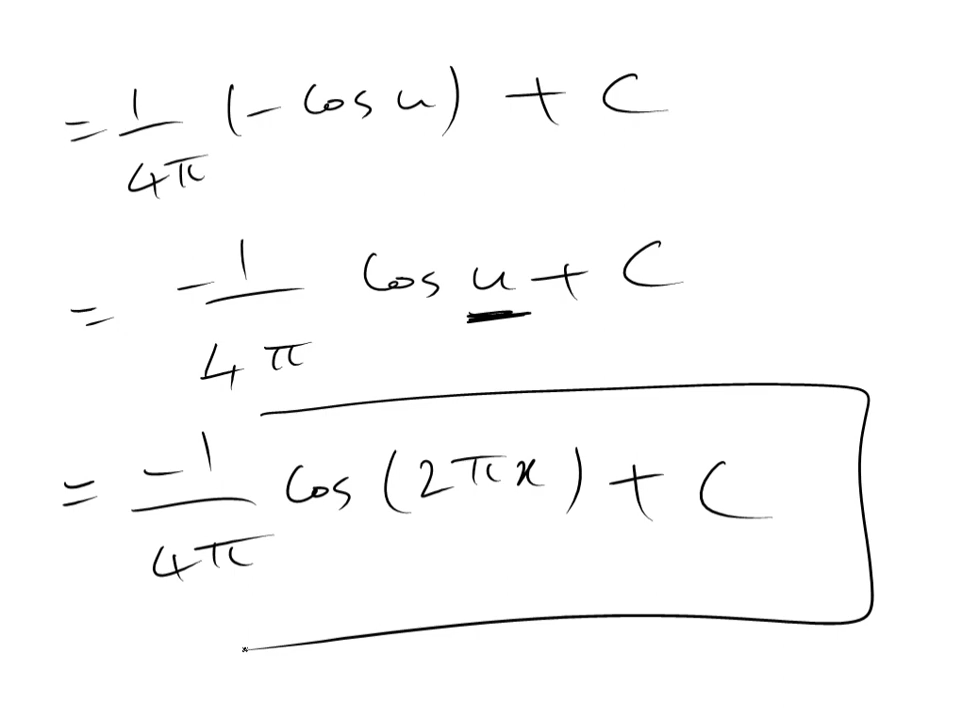 = 1/4π (- cos u) + C
= -1/4π cos u + C
= -1/4π cos (2πx) + C